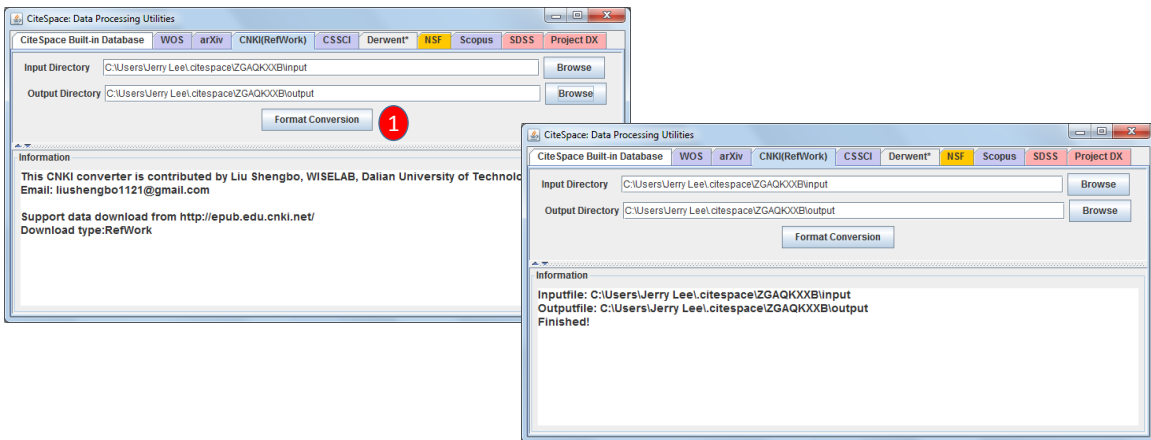 CiteSpace: Data Processing Utilities
CiteSpace Built-in Database WOS arXiv CNKI(RefWork) CSSCI Derwent* NSF Scopus SDSS Project DX
Input Directory C:\Users\Jerry Lee\.citespace\ZGAQKXXB\input Browse
Output Directory C:\Users\Jerry Lee\.citespace\ZGAQKXXB\output Browse
Format Conversion 1
Information
This CNKI converter is contributed by Liu Shengbo, WISELAB, Dalian University of Technolo
Email: liushengbo1121@gmail.com
Support data download from http://epub.edu.cnki.net/
Download type:RefWork
CiteSpace: Data Processing Utilities
CiteSpace Built-in Database WOS arXiv CNKI(RefWork) CSSCI Derwent* NSF Scopus SDSS Project DX
Input Directory C:\Users\Jerry Lee\.citespace\ZGAQKXXB\input Browse
Output Directory C:\Users\Jerry Lee\.citespace\ZGAQKXXB\output Browse
Format Conversion
Information
Inputfile: C:\Users\Jerry Lee\.citespace\ZGAQKXXB\input
Outputfile: C:\Users\Jerry Lee\.citespace\ZGAQKXXB\output
Finished!